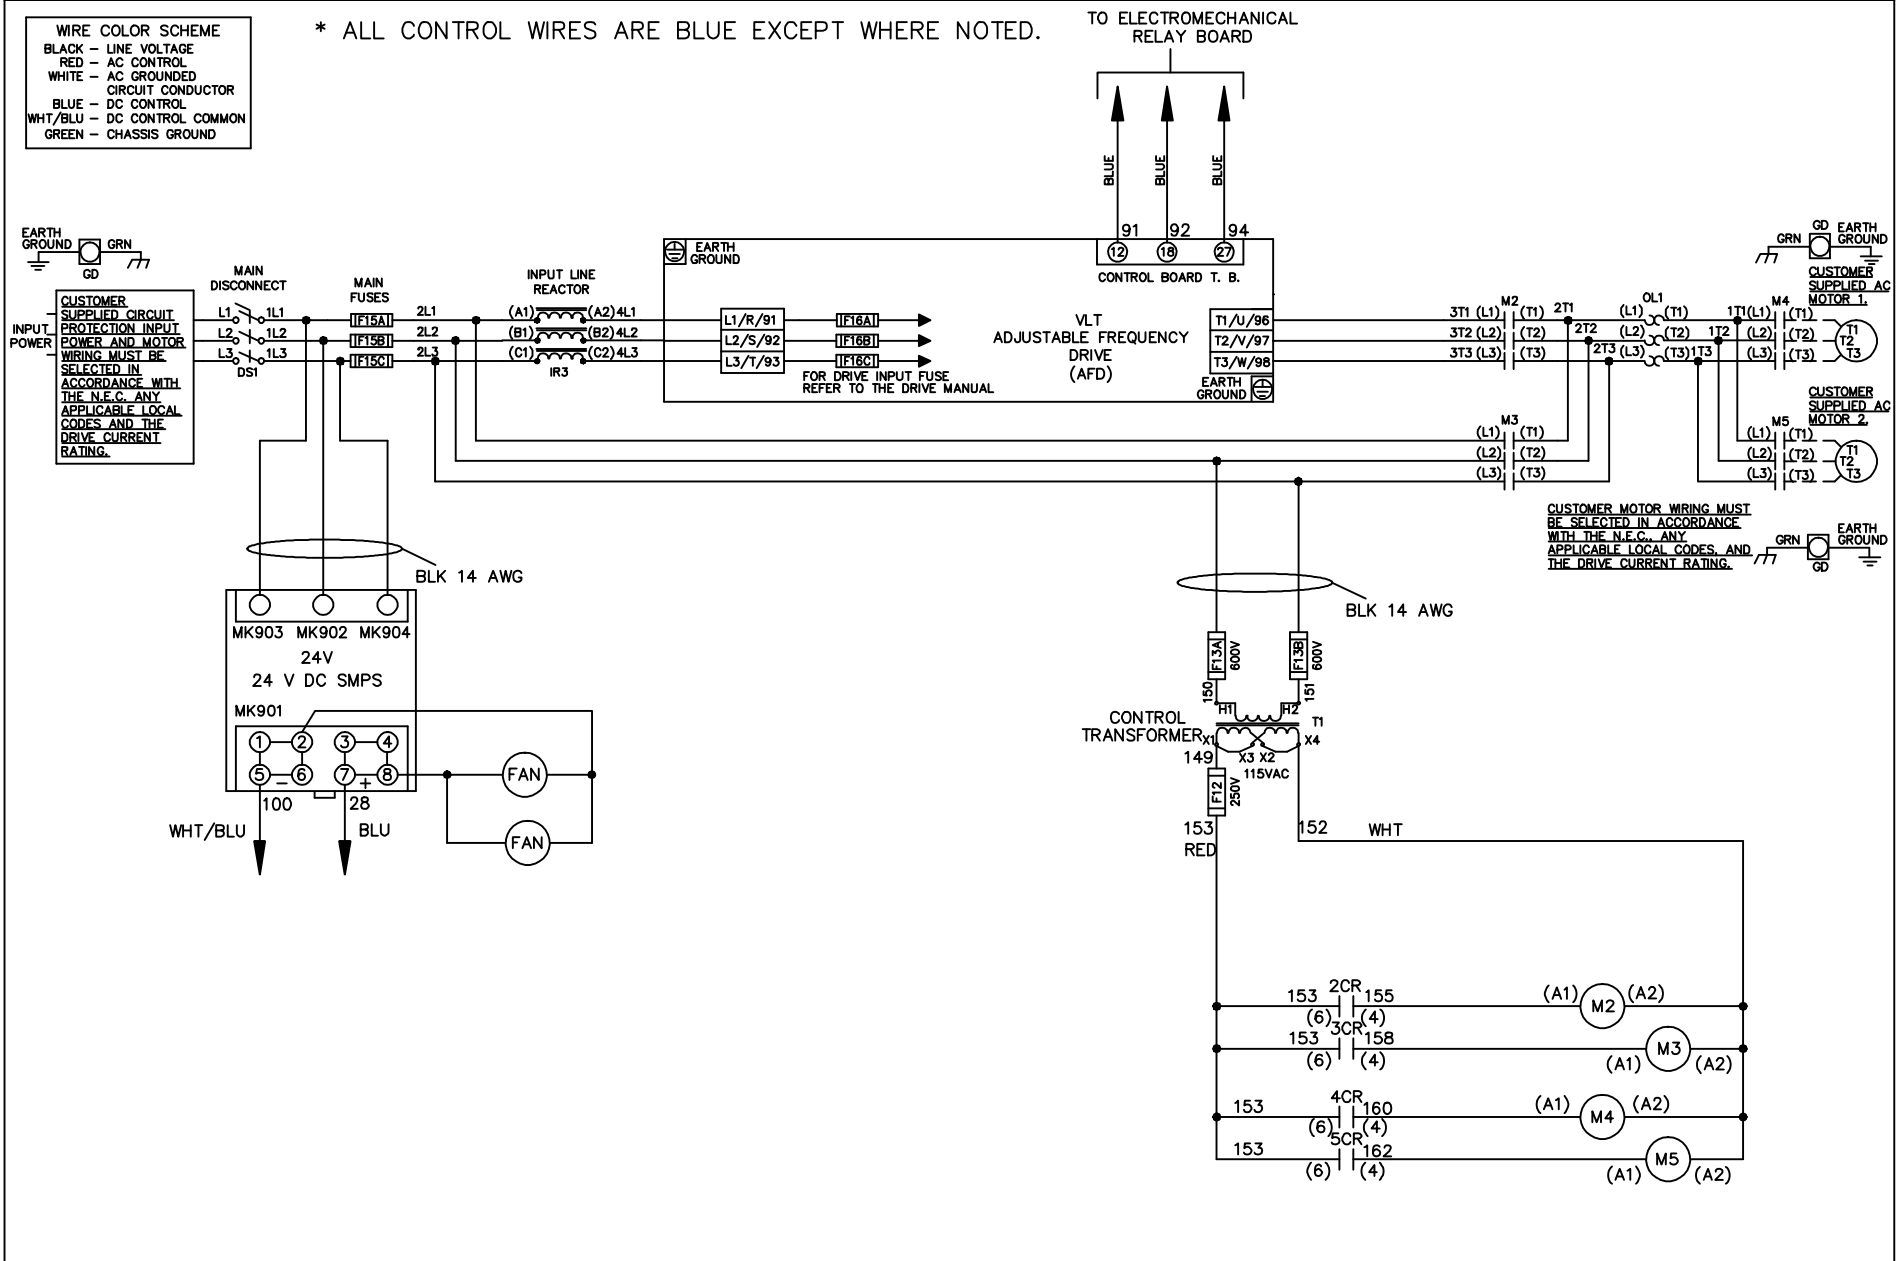 WIRE COLOR SCHEME
BLACK – LINE VOLTAGE
RED – AC CONTROL
WHITE – AC GROUNDED
CIRCUIT CONDUCTOR
BLUE – DC CONTROL
WHT/BLU – DC CONTROL COMMON
GREEN – CHASSIS GROUND
* ALL CONTROL WIRES ARE BLUE EXCEPT WHERE NOTED.
TO ELECTROMECHANICAL
RELAY BOARD
BLUE
BLUE
BLUE
91 92 94
12 18 27
CONTROL BOARD T. B.
EARTH
GROUND
GRN
GD
INPUT
POWER
CUSTOMER
SUPPLIED CIRCUIT
PROTECTION INPUT
POWER AND MOTOR
WIRING MUST BE
SELECTED IN
ACCORDANCE WITH
THE N.E.C. ANY
APPLICABLE LOCAL
CODES AND THE
DRIVE CURRENT
RATING.
MAIN
DISCONNECT
L1 1L1
L2 1L2
L3 1L3
DS1
MAIN
FUSES
F15A
F15B
F15C
2L1
2L2
2L3
INPUT LINE
REACTOR
(A1) (A2) 4L1
(B1) (B2) 4L2
(C1) (C2) 4L3
IR3
EARTH
GROUND
L1/R/91
L2/S/92
L3/T/93
F16A
F16B
F16C
FOR DRIVE INPUT FUSE
REFER TO THE DRIVE MANUAL
VLT
ADJUSTABLE FREQUENCY
DRIVE
(AFD)
T1/U/96
T2/V/97
T3/W/98
EARTH
GROUND
M2
3T1 (L1) (T1) 2T1
3T2 (L2) (T2) 2T2
3T3 (L3) (T3) 2T3
OL1
(L1) (T1) 1T1
(L2) (T2) 1T2
(L3) (T3) 1T3
M4
(L1) (T1)
(L2) (T2)
(L3) (T3)
T1
T2
T3
GRN
GD
EARTH
GROUND
CUSTOMER
SUPPLIED AC
MOTOR 1.
M3
(L1) (T1)
(L2) (T2)
(L3) (T3)
CUSTOMER
SUPPLIED AC
MOTOR 2.
M5
(L1) (T1)
(L2) (T2)
(L3) (T3)
T1
T2
T3
CUSTOMER MOTOR WIRING MUST
BE SELECTED IN ACCORDANCE
WITH THE N.E.C., ANY
APPLICABLE LOCAL CODES, AND
THE DRIVE CURRENT RATING.
GRN
GD
EARTH
GROUND
BLK 14 AWG
MK903 MK902 MK904
24V
24 V DC SMPS
MK901
1 2 3 4
5 – 6 7 + 8
100 28
WHT/BLU
BLU
FAN
FAN
BLK 14 AWG
F13A
600V
F13B
600V
150
151
H1 H2
T1
CONTROL
TRANSFORMER
X1 X4
X3 X2
149
115VAC
F12
250V
153
RED
152
WHT
2CR
153 155 (A1) M2 (A2)
(6) (4)
3CR
153 158
(6) (4) (A1) M3 (A2)
4CR
153 160 (A1) M4 (A2)
(6) (4)
5CR
153 162
(6) (4) (A1) M5 (A2)